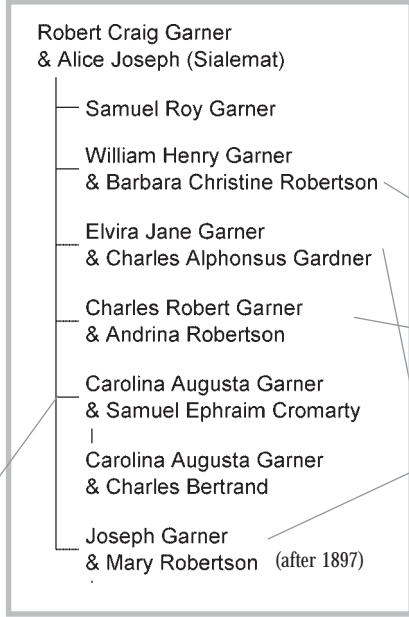 Robert Craig Garner
& Alice Joseph (Sialemat)
Samuel Roy Garner
William Henry Garner
& Barbara Christine Robertson
Elvira Jane Garner
& Charles Alphonsus Gardner
Charles Robert Garner
& Andrina Robertson
Carolina Augusta Garner
& Samuel Ephraim Cromarty
Carolina Augusta Garner
& Charles Bertrand
Joseph Garner
& Mary Robertson (after 1897)